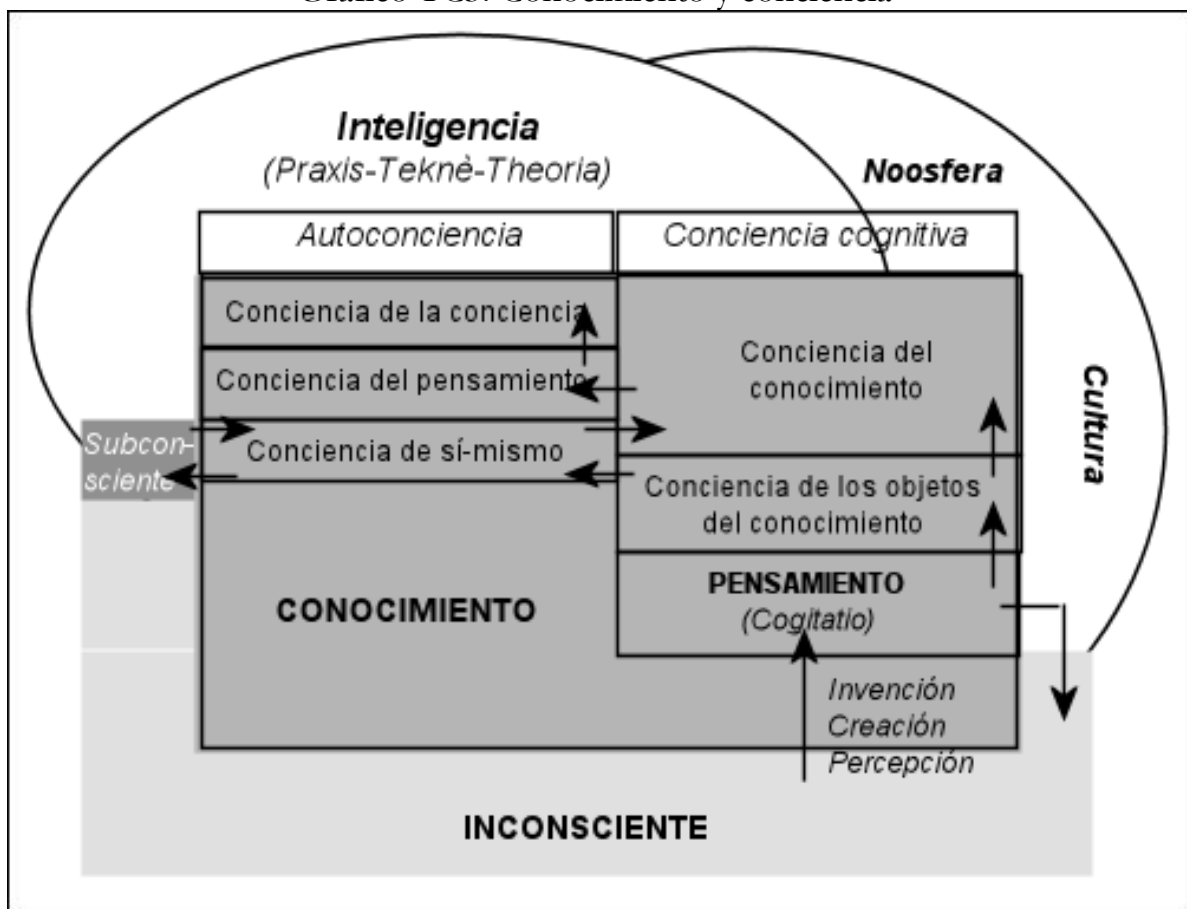 Conocimiento y conciencia
Inteligencia
(Praxis-Teknè-Theoria)
Noosfera
Autoconciencia
Conciencia cognitiva
Conciencia de la conciencia
Conciencia del pensamiento
Conciencia de sí-mismo
Conciencia del
conocimiento
Cultura
Subcon-
sciente
Conciencia de los objetos
del conocimiento
CONOCIMIENTO
PENSAMIENTO
(Cogitatio)
Invención
Creación
Percepción
INCONSCIENTE